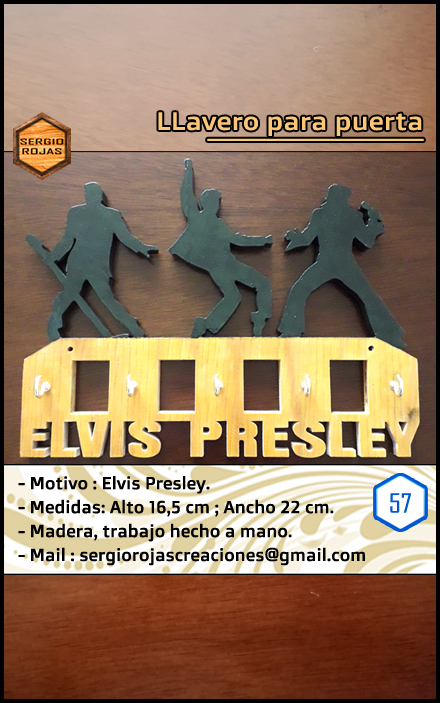 LLavero para puerta
SERGIO
ROJAS
ELVIS PRESLEY
- Motivo : Elvis Presley.
- Medidas: Alto 16,5 cm ; Ancho 22 cm.
57
- Madera, trabajo hecho a mano.
- Mail : sergiorojascreaciones@gmail.com